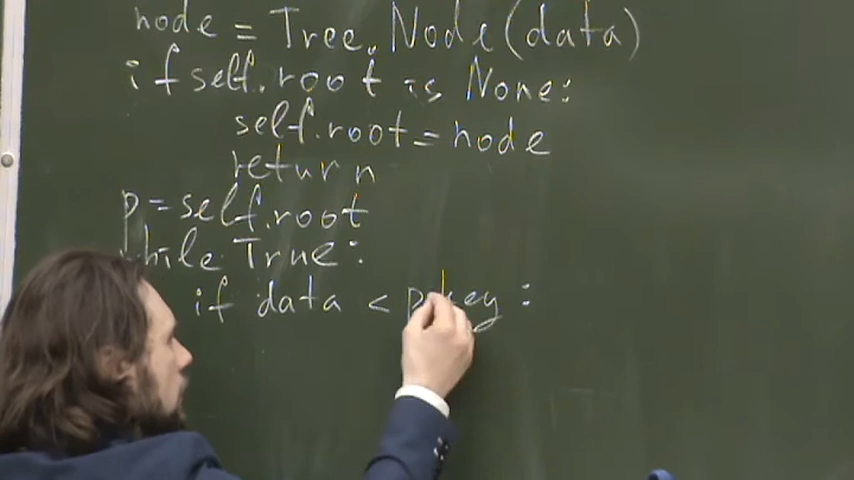 node = Tree.Node(data)
if self.root is None:
self.root = node
return
p = self.root
while True:
if data < p.key: